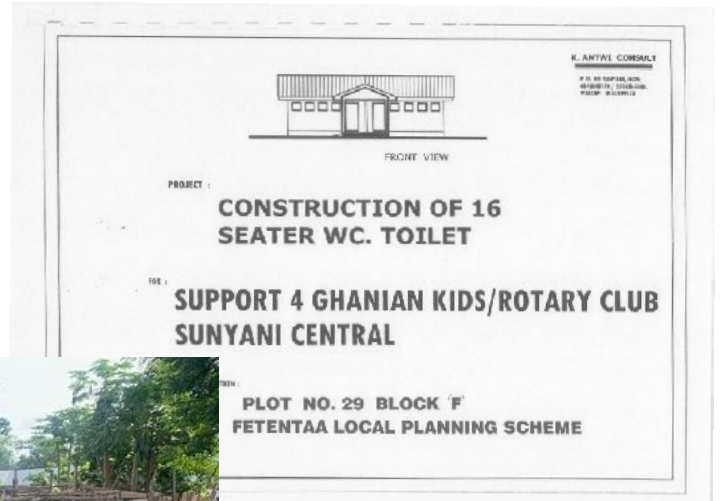 K. ANTWI CONSULT
FRONT VIEW
PROJECT :
CONSTRUCTION OF 16
SEATER WC. TOILET
FOR :
SUPPORT 4 GHANIAN KIDS/ROTARY CLUB
SUNYANI CENTRAL
PLOT NO. 29 BLOCK 'F'
FETENTAA LOCAL PLANNING SCHEME